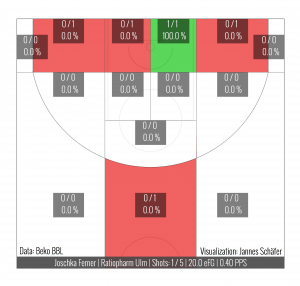 0/1 0/1 1/1 0/1
0.0 % 0.0 % 100.0 % 0.0 %
0/0 0/0
0.0 % 0.0 %
0/0 0/0 0/0 0/0
0.0 % 0.0 % 0.0 % 0.0 %
0/0
0.0 %
0/0 0/1 0/0
0.0 % 0.0 % 0.0 %
Data: Beko BBL Visualization: Jannes Schäfer
Joschka Ferner | Ratiopharm Ulm | Shots: 1 / 5 | 20.0 eFG | 0.40 PPS